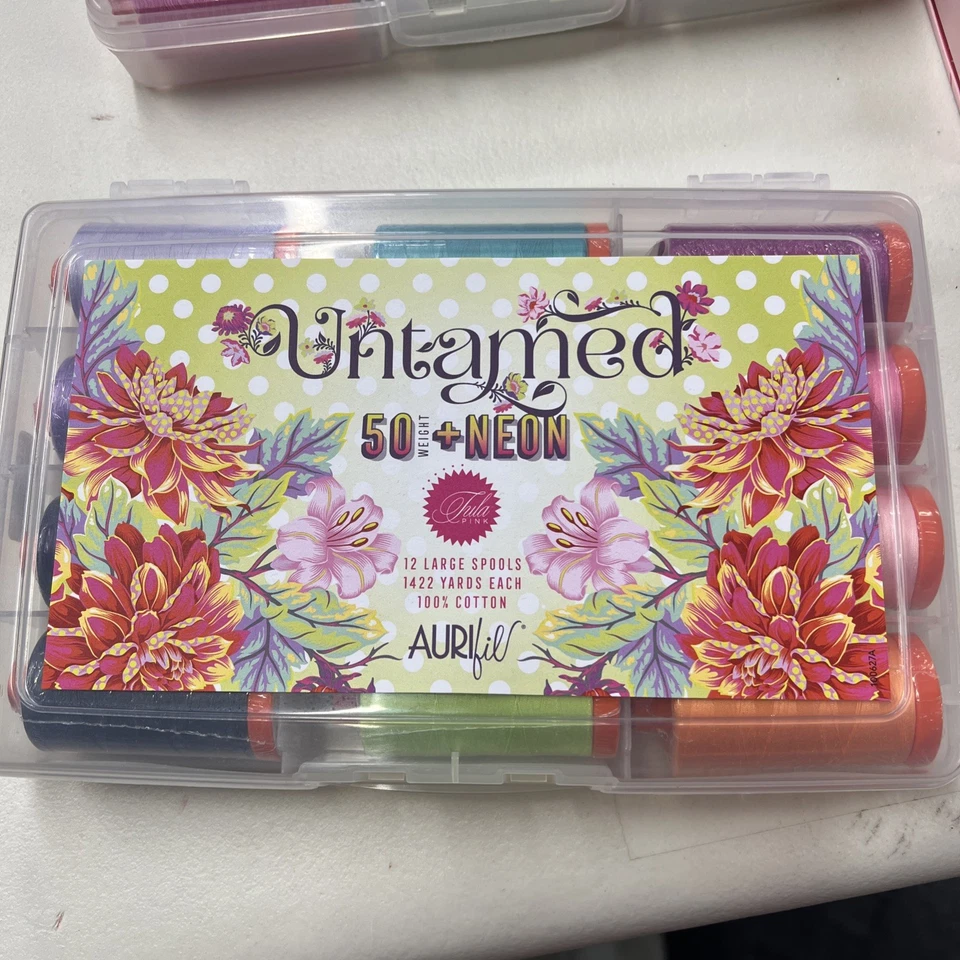 Untamed
50 WEIGHT + NEON
Tula
PINK
12 LARGE SPOOLS
1422 YARDS EACH
100% COTTON
AURIfil®